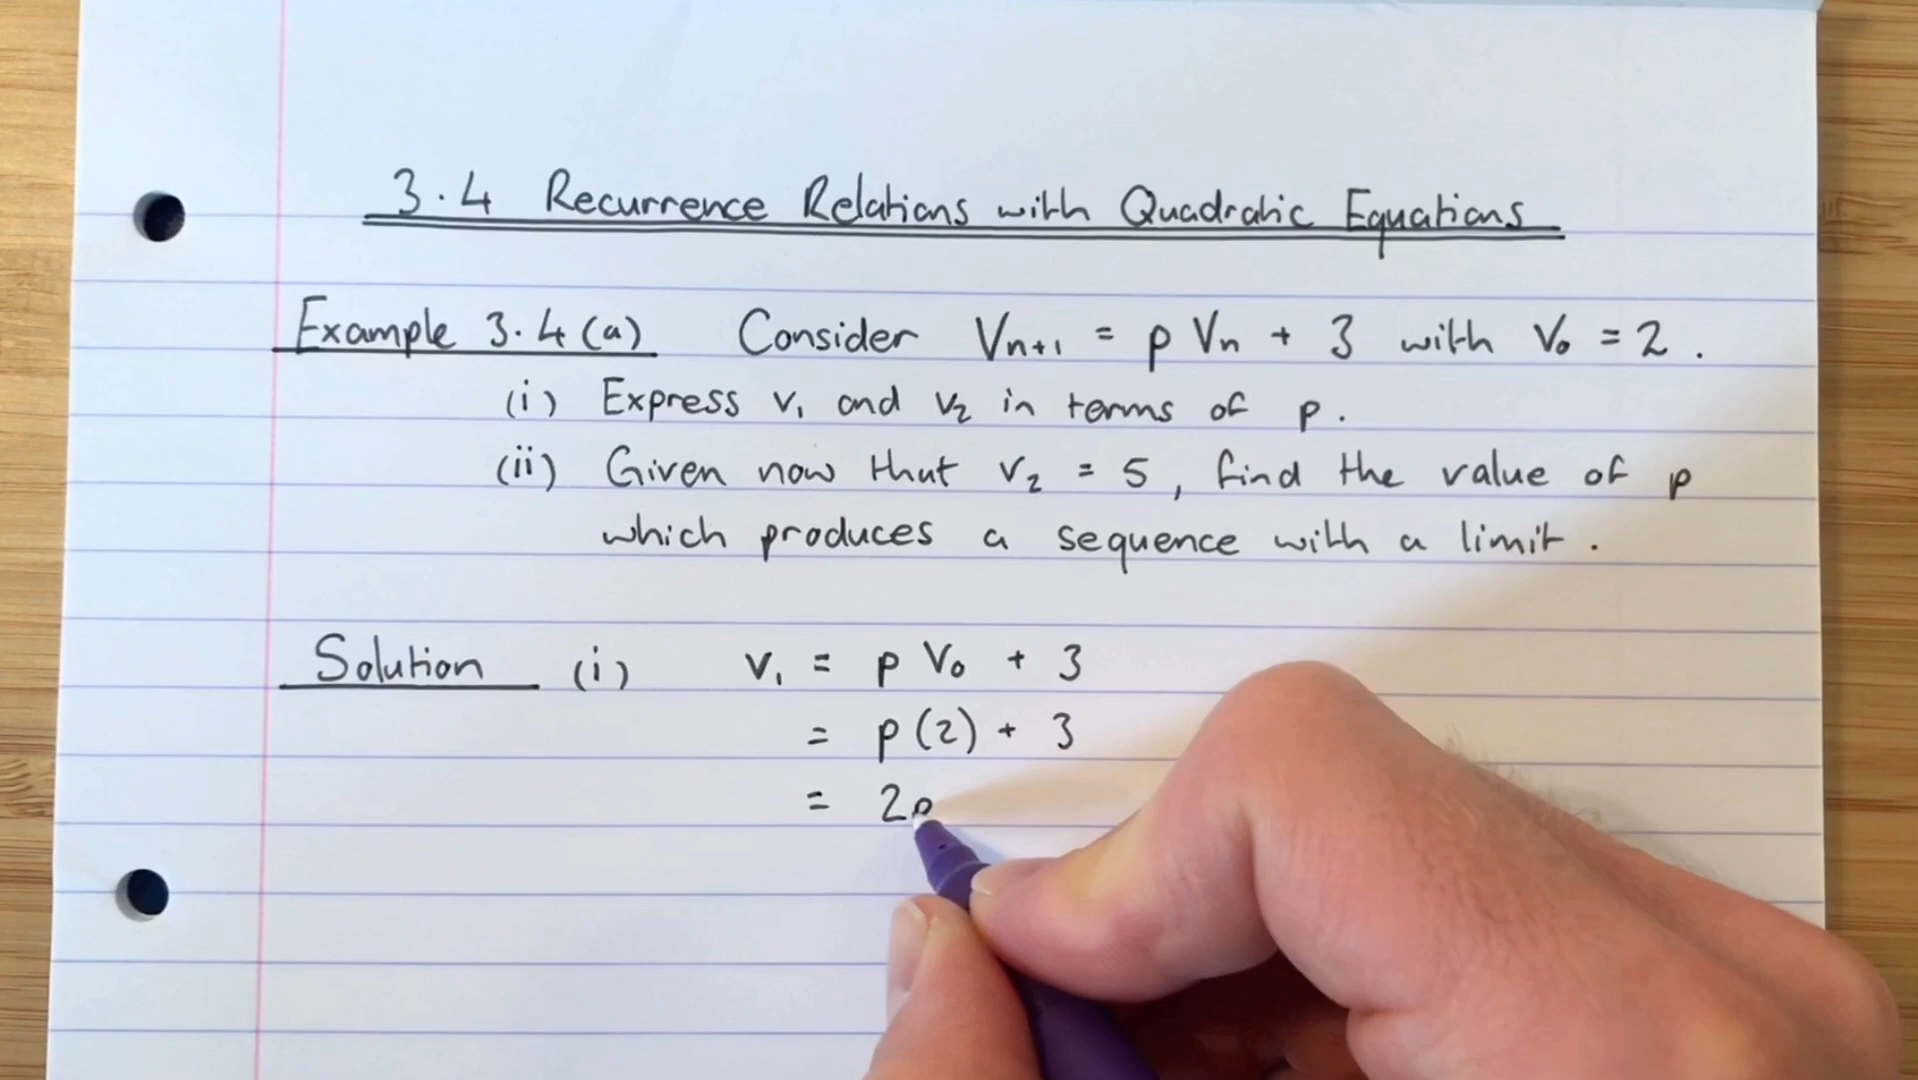 3.4 Recurrence Relations with Quadratic Equations
Example 3.4(a) Consider Vn+1 = p Vn + 3 with V0 = 2.
(i) Express v1 and v2 in terms of p.
(ii) Given now that v2 = 5, find the value of p
which produces a sequence with a limit.
Solution (i) v1 = p V0 + 3
= p(2) + 3
= 2p